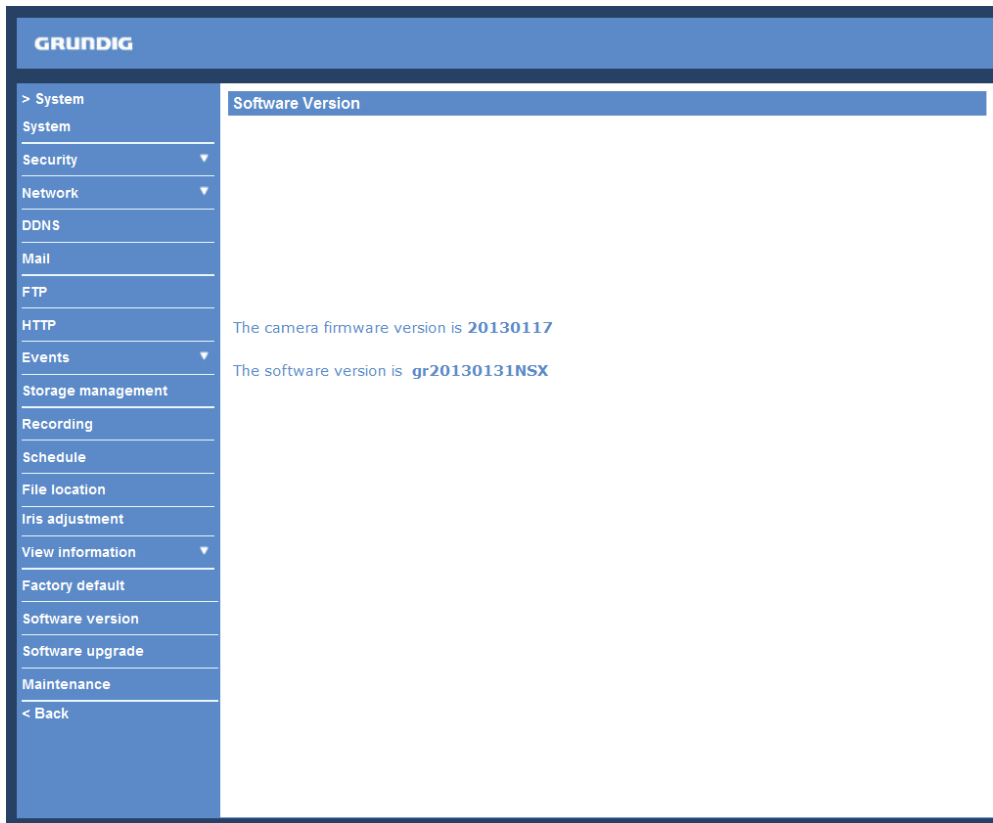 GRUNDIG
> System
System
Security
Network
DDNS
Mail
FTP
HTTP
Events
Storage management
Recording
Schedule
File location
Iris adjustment
View information
Factory default
Software version
Software upgrade
Maintenance
< Back
Software Version
The camera firmware version is 20130117
The software version is gr20130131NSX